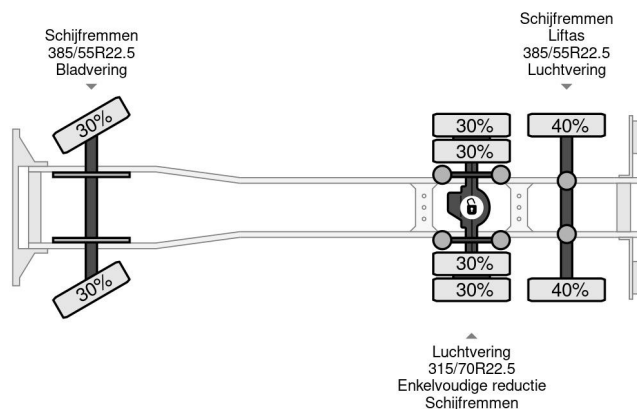 Schijfremmen
385/55R22.5
Bladvering
Schijfremmen
Liftas
385/55R22.5
Luchtvering
30%
30%
40%
30%
30%
30%
30%
40%
Luchtvering
315/70R22.5
Enkelvoudige reductie
Schijfremmen